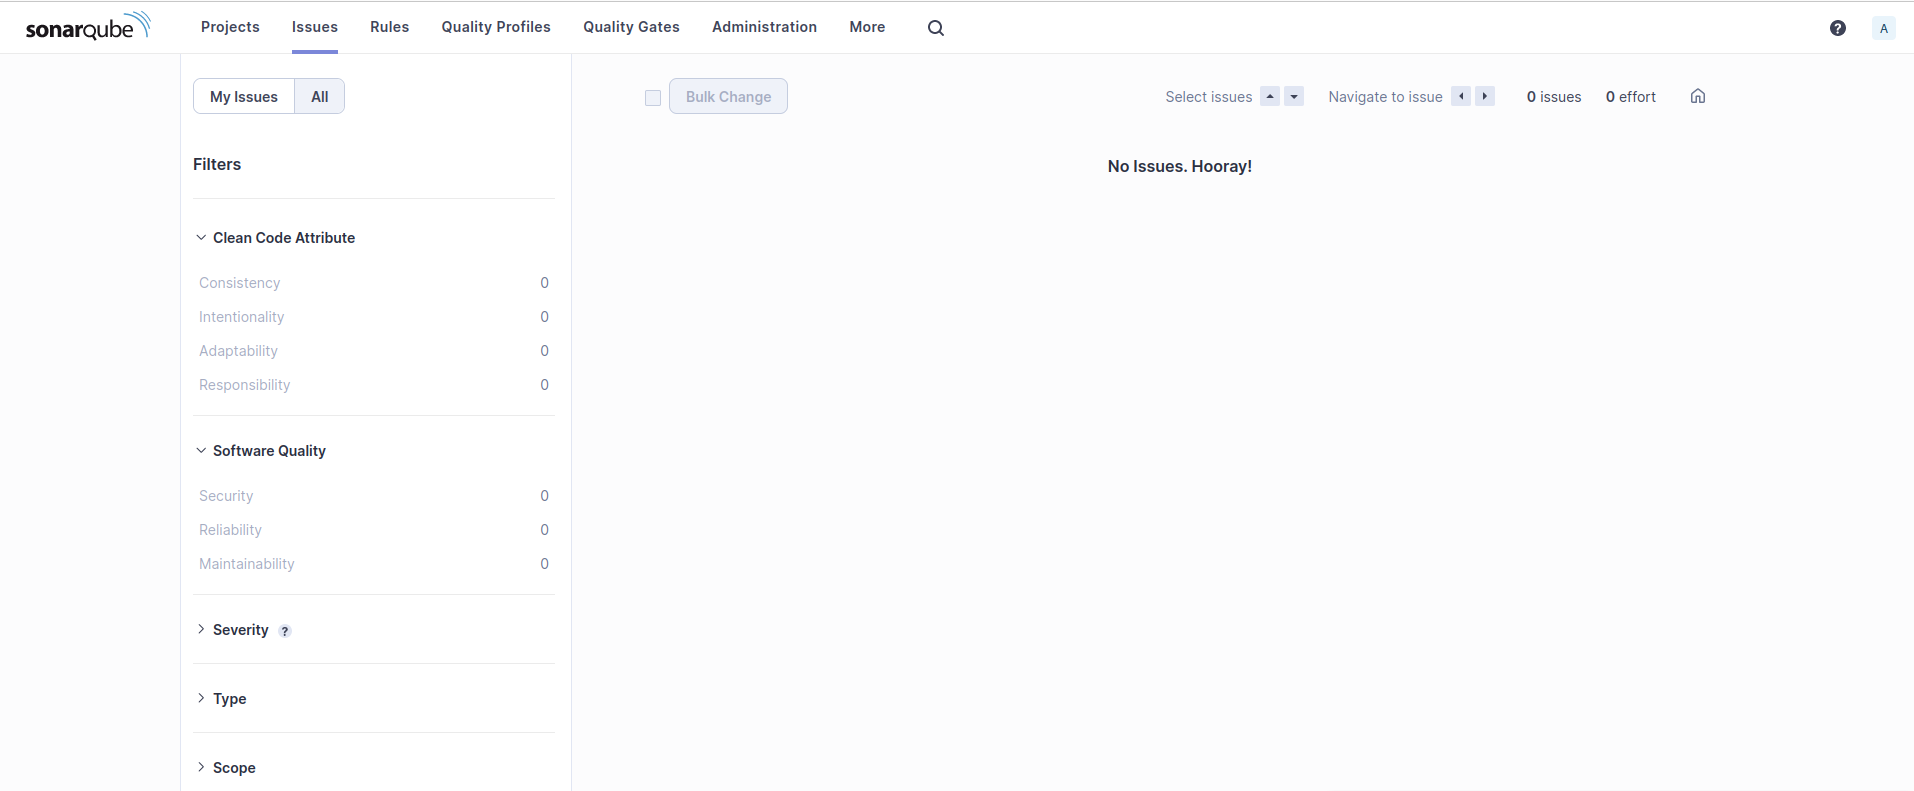 sonarqube Projects Issues Rules Quality Profiles Quality Gates Administration More ? A
My Issues All
Bulk Change Select issues Navigate to issue 0 issues 0 effort
Filters
No Issues. Hooray!
Clean Code Attribute
Consistency 0
Intentionality 0
Adaptability 0
Responsibility 0
Software Quality
Security 0
Reliability 0
Maintainability 0
Severity ?
Type
Scope